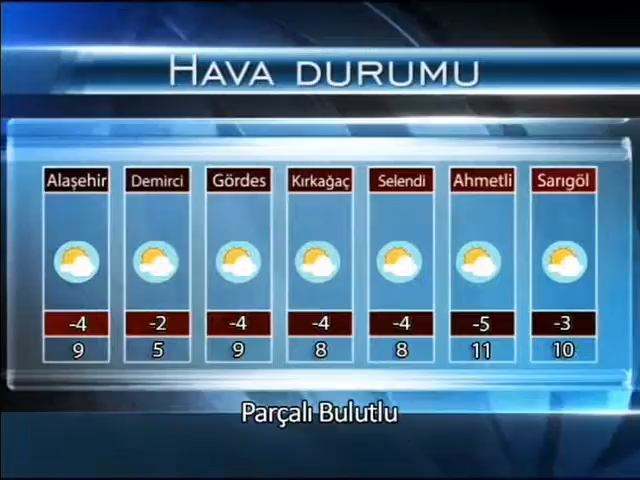 HAVA DURUMU
Alaşehir Demirci Gördes Kırkağaç Selendi Ahmetli Sarıgöl
-4 -2 -4 -4 -4 -5 -3
9 5 9 8 8 11 10
Parçalı Bulutlu